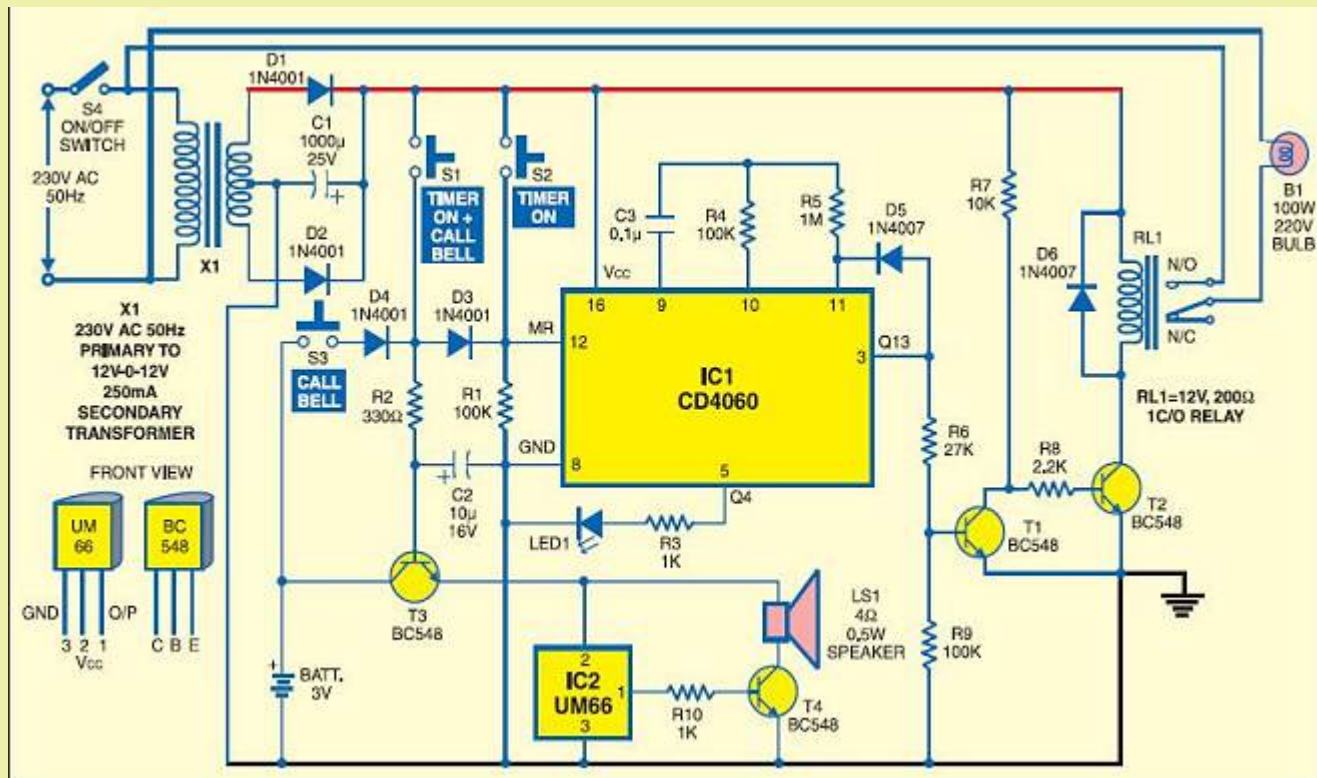 D1
1N4001
S4
ON/OFF
SWITCH
230V AC
50Hz
C1
1000µ
25V
+
D2
1N4001
X1
X1
230V AC 50Hz
PRIMARY TO
12V-0-12V
250mA
SECONDARY
TRANSFORMER
S1
TIMER
ON +
CALL
BELL
S2
TIMER
ON
S3
CALL
BELL
D4
1N4001
D3
1N4001
R2
330Ω
R1
100K
+
C2
10µ
16V
C3
0.1µ
R4
100K
R5
1M
D5
1N4007
Vcc
16
9
10
11
MR
12
3
Q13
IC1
CD4060
GND
8
5
Q4
LED1
R3
1K
R7
10K
R6
27K
R8
2.2K
T1
BC548
T2
BC548
R9
100K
D6
1N4007
RL1
N/O
N/C
RL1=12V, 200Ω
1C/O RELAY
B1
100W
220V
BULB
FRONT VIEW
UM
66
BC
548
GND
O/P
3 2 1
Vcc
C B E
T3
BC548
+
BATT.
3V
2
IC2
UM66
1
3
R10
1K
LS1
4Ω
0.5W
SPEAKER
T4
BC548